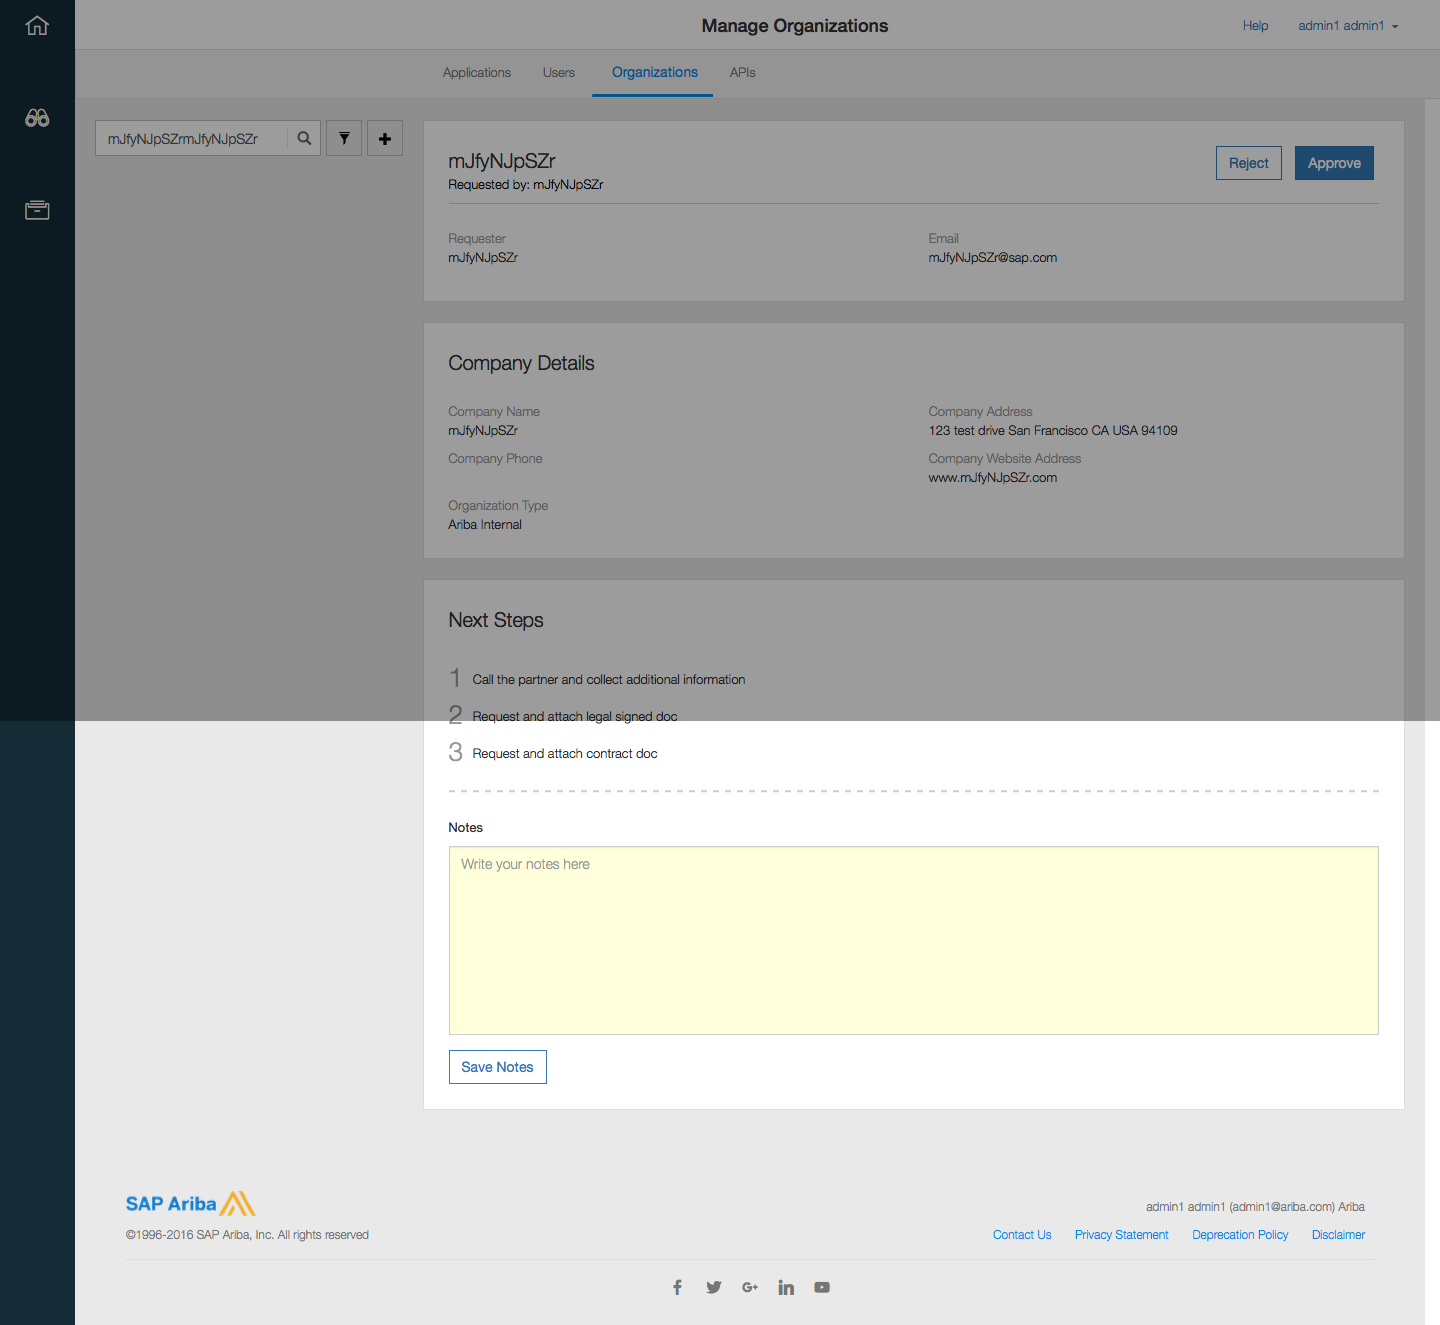 Manage Organizations
Help admin1 admin1
Applications Users Organizations APIs
mJfyNJpSZrmJfyNJpSZr
mJfyNJpSZr
Requested by: mJfyNJpSZr
Reject Approve
Requester Email
mJfyNJpSZr mJfyNJpSZr@sap.com
Company Details
Company Name Company Address
mJfyNJpSZr 123 test drive San Francisco CA USA 94109
Company Phone Company Website Address
www.mJfyNJpSZr.com
Organization Type
Ariba Internal
Next Steps
1 Call the partner and collect additional information
2 Request and attach legal signed doc
3 Request and attach contract doc
Notes
Write your notes here
Save Notes
SAP Ariba
admin1 admin1 (admin1@ariba.com) Ariba
©1996-2016 SAP Ariba, Inc. All rights reserved
Contact Us Privacy Statement Deprecation Policy Disclaimer